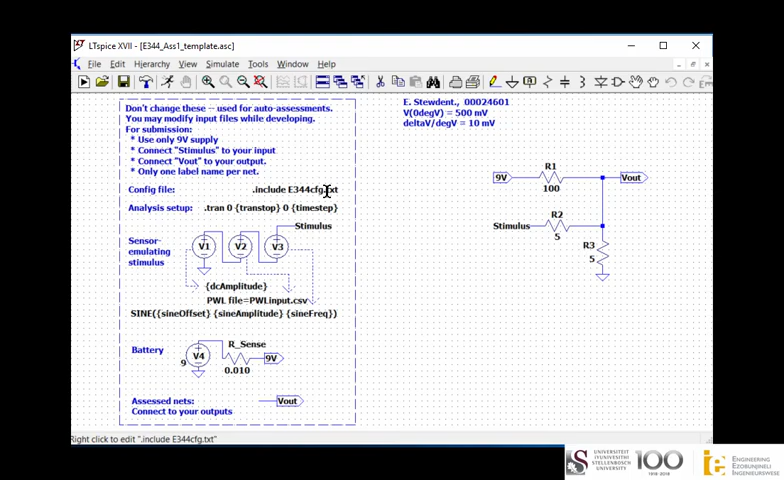 LTspice XVII - [E344_Ass1_template.asc]
File Edit Hierarchy View Simulate Tools Window Help
Don't change these -- used for auto-assessments.
You may modify input files while developing.
For submission:
* Use only 9V supply
* Connect "Stimulus" to your input
* Connect "Vout" to your output.
* Only one label name per net.
Config file: .include E344cfg.txt
Analysis setup: .tran 0 {transtop} 0 {timestep}
Stimulus
Sensor-
emulating
stimulus
V1 V2 V3
{dcAmplitude}
PWL file=PWLinput.csv
SINE({sineOffset} {sineAmplitude} {sineFreq})
Battery
R_Sense
V4
9
9V
0.010
Assessed nets:
Connect to your outputs
Vout
E. Stewdent., 00024601
V(0degV) = 500 mV
deltaV/degV = 10 mV
R1
9V
Vout
100
R2
Stimulus
5
R3
5
Right click to edit ".include E344cfg.txt"
UNIVERSITEIT
IYUNIVESITHI
STELLENBOSCH
UNIVERSITY
100
1918-2018
ENGINEERING
EZOBUNJINELI
INGENIEURSWESE